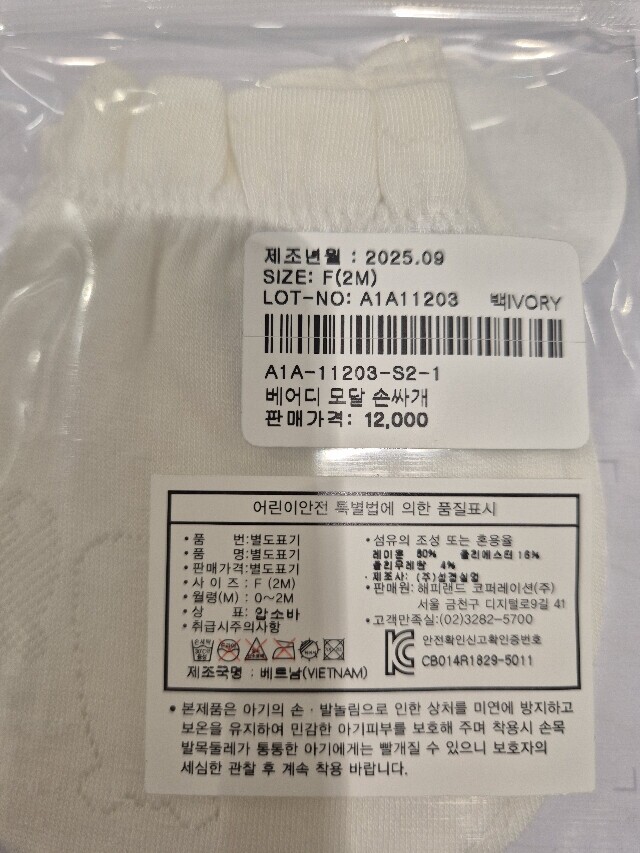 제조년월 : 2025.09
SIZE: F(2M)
LOT-NO: A1A11203 백IVORY
A1A-11203-S2-1
베어디 모달 손싸개
판매가격: 12,000
어린이안전 특별법에 의한 품질표시
• 품 번:별도표기
• 품 명:별도표기
• 판매가격:별도표기
• 사 이 즈 : F (2M)
• 월령(M) : 0~2M
• 상 표: 압소바
• 취급시주의사항
제조국명 : 베트남(VIETNAM)
• 섬유의 조성 또는 혼용율
레이온 80% 폴리에스터 16%
폴리우레탄 4%
• 제조사: (주)성결실업
• 판매원: 해피랜드 코퍼레이션(주)
서울 금천구 디지털로9길 41
• 고객만족실:(02)3282-5700
안전확인신고확인증번호
CB014R1829-5011
• 본제품은 아기의 손 · 발놀림으로 인한 상처를 미연에 방지하고
보온을 유지하여 민감한 아기피부를 보호해 주며 착용시 손목
발목둘레가 통통한 아기에게는 빨개질 수 있으니 보호자의
세심한 관찰 후 계속 착용 바랍니다.